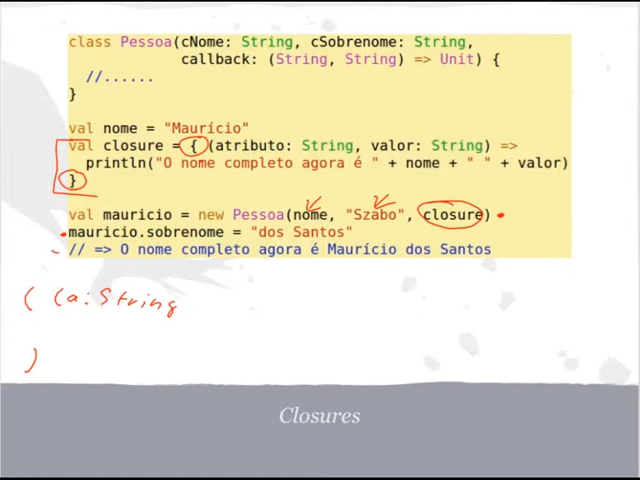 class Pessoa(cNome: String, cSobrenome: String,
callback: (String, String) => Unit) {
//......
}
val nome = "Maurício"
val closure = { (atributo: String, valor: String) =>
println("O nome completo agora é " + nome + " " + valor)
}
val mauricio = new Pessoa(nome, "Szabo", closure)
mauricio.sobrenome = "dos Santos"
// => O nome completo agora é Maurício dos Santos
( (a: String
)
Closures